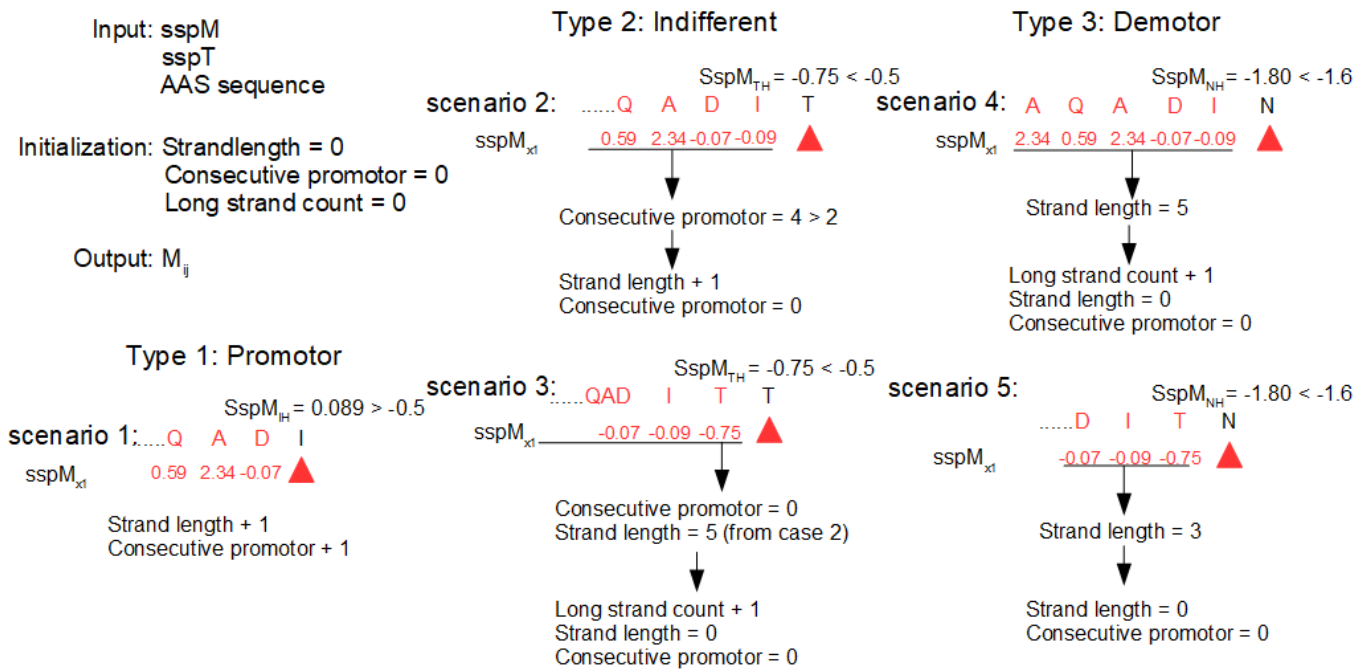 Input: sspM
sspT
AAS sequence
Initialization: Strandlength = 0
Consecutive promotor = 0
Long strand count = 0
Output: Mij
Type 1: Promotor
SspMIH = 0.089 > -0.5
scenario 1:.....Q A D I
sspMx1 0.59 2.34 -0.07
Strand length + 1
Consecutive promotor + 1
Type 2: Indifferent
SspMTH = -0.75 < -0.5
scenario 2: .....Q A D I T
sspMx1 0.59 2.34 -0.07 -0.09
Consecutive promotor = 4 > 2
Strand length + 1
Consecutive promotor = 0
SspMTH = -0.75 < -0.5
scenario 3: ......QAD I T T
sspMx1 -0.07 -0.09 -0.75
Consecutive promotor = 0
Strand length = 5 (from case 2)
Long strand count + 1
Strand length = 0
Consecutive promotor = 0
Type 3: Demotor
SspMNH = -1.80 < -1.6
scenario 4: A Q A D I N
sspMx1 2.34 0.59 2.34 -0.07 -0.09
Strand length = 5
Long strand count + 1
Strand length = 0
Consecutive promotor = 0
scenario 5: SspMNH = -1.80 < -1.6
.....D I T N
sspMx1 -0.07 -0.09 -0.75
Strand length = 3
Strand length = 0
Consecutive promotor = 0